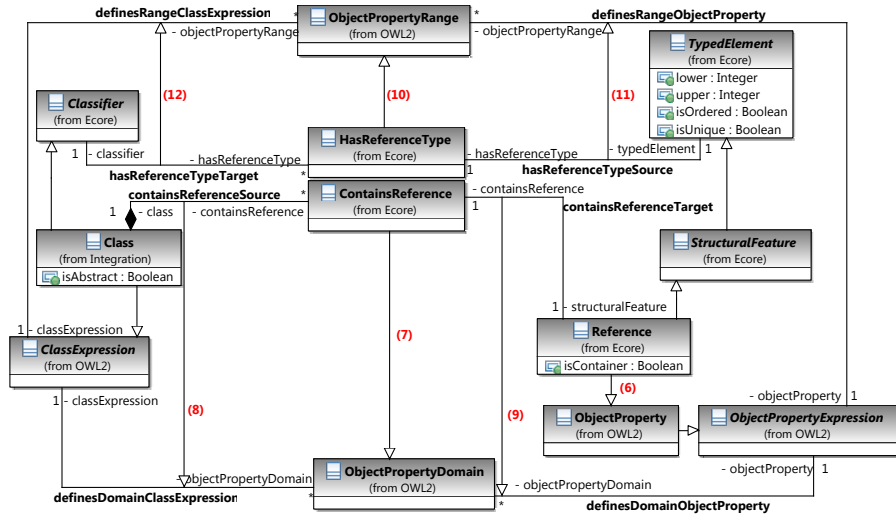 definesRangeClassExpression
*
ObjectPropertyRange
(from OWL2)
*
definesRangeObjectProperty
- objectPropertyRange
- objectPropertyRange
TypedElement
(from Ecore)
lower : Integer
upper : Integer
isOrdered : Boolean
isUnique : Boolean
(12)
(10)
(11)
Classifier
(from Ecore)
HasReferenceType
(from Ecore)
1
- classifier
- hasReferenceType
*
- hasReferenceType
1
- typedElement
1
hasReferenceTypeTarget
hasReferenceTypeSource
containsReferenceSource
*
ContainsReference
(from Ecore)
- containsReference
1
1
- class
- containsReference
containsReferenceTarget
Class
(from Integration)
isAbstract : Boolean
StructuralFeature
(from Ecore)
1
- structuralFeature
Reference
(from Ecore)
isContainer : Boolean
1
- classExpression
(7)
ClassExpression
(from OWL2)
1
- classExpression
(6)
(8)
(9)
- objectProperty
1
ObjectProperty
(from OWL2)
ObjectPropertyExpression
(from OWL2)
- objectProperty
1
ObjectPropertyDomain
(from OWL2)
- objectPropertyDomain
*
- objectPropertyDomain
*
definesDomainClassExpression
definesDomainObjectProperty